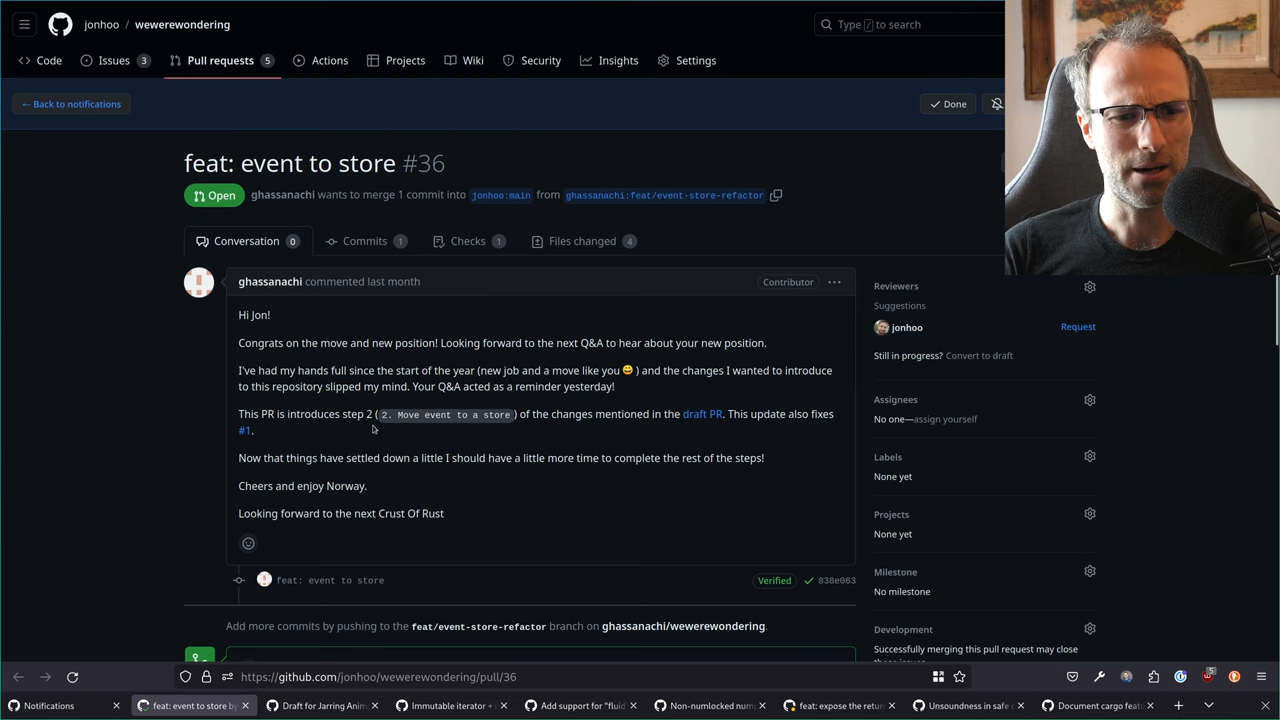 jonhoo / wewerewondering
Type / to search
Code
Issues 3
Pull requests 5
Actions
Projects
Wiki
Security
Insights
Settings
← Back to notifications
Done
feat: event to store #36
Open
ghassanachi wants to merge 1 commit into jonhoo:main from ghassanachi:feat/event-store-refactor
Conversation 0
Commits 1
Checks 1
Files changed 4
ghassanachi commented last month
Contributor
Hi Jon!
Congrats on the move and new position! Looking forward to the next Q&A to hear about your new position.
I've had my hands full since the start of the year (new job and a move like you 😄 ) and the changes I wanted to introduce
to this repository slipped my mind. Your Q&A acted as a reminder yesterday!
This PR is introduces step 2 ( 2. Move event to a store ) of the changes mentioned in the draft PR. This update also fixes
#1.
Now that things have settled down a little I should have a little more time to complete the rest of the steps!
Cheers and enjoy Norway.
Looking forward to the next Crust Of Rust
feat: event to store
Verified
838e063
Add more commits by pushing to the feat/event-store-refactor branch on ghassanachi/wewerewondering.
Reviewers
Suggestions
jonhoo
Request
Still in progress? Convert to draft
Assignees
No one—assign yourself
Labels
None yet
Projects
None yet
Milestone
No milestone
Development
Successfully merging this pull request may close
https://github.com/jonhoo/wewerewondering/pull/36
5
Notifications
feat: event to store by
Draft for Jarring Anim
Immutable iterator +
Add support for "fluid
Non-numlocked num
feat: expose the retur
Unsoundness in safe
Document cargo featu